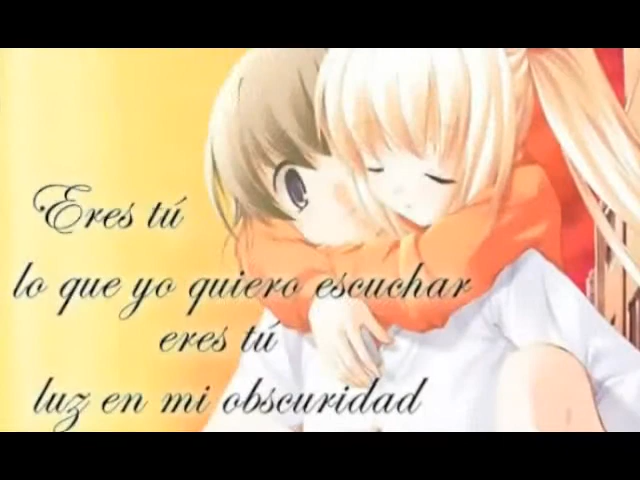 Eres tú
lo que yo quiero escuchar
eres tú
luz en mi obscuridad